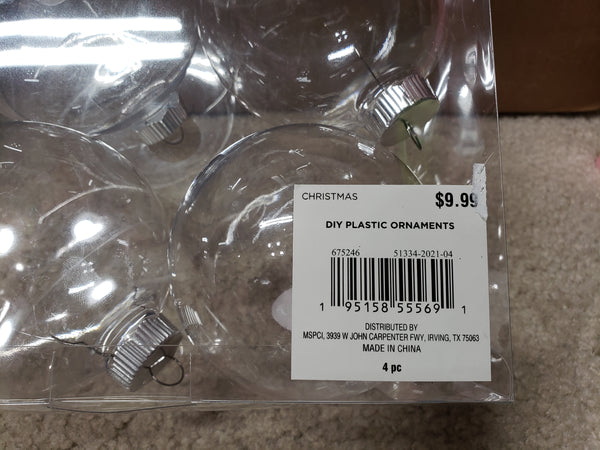 CHRISTMAS $9.99
DIY PLASTIC ORNAMENTS
675246 51334-2021-04
1 95158 55569 1
DISTRIBUTED BY
MSPCI, 3939 W JOHN CARPENTER FWY, IRVING, TX 75063
MADE IN CHINA
4 pc